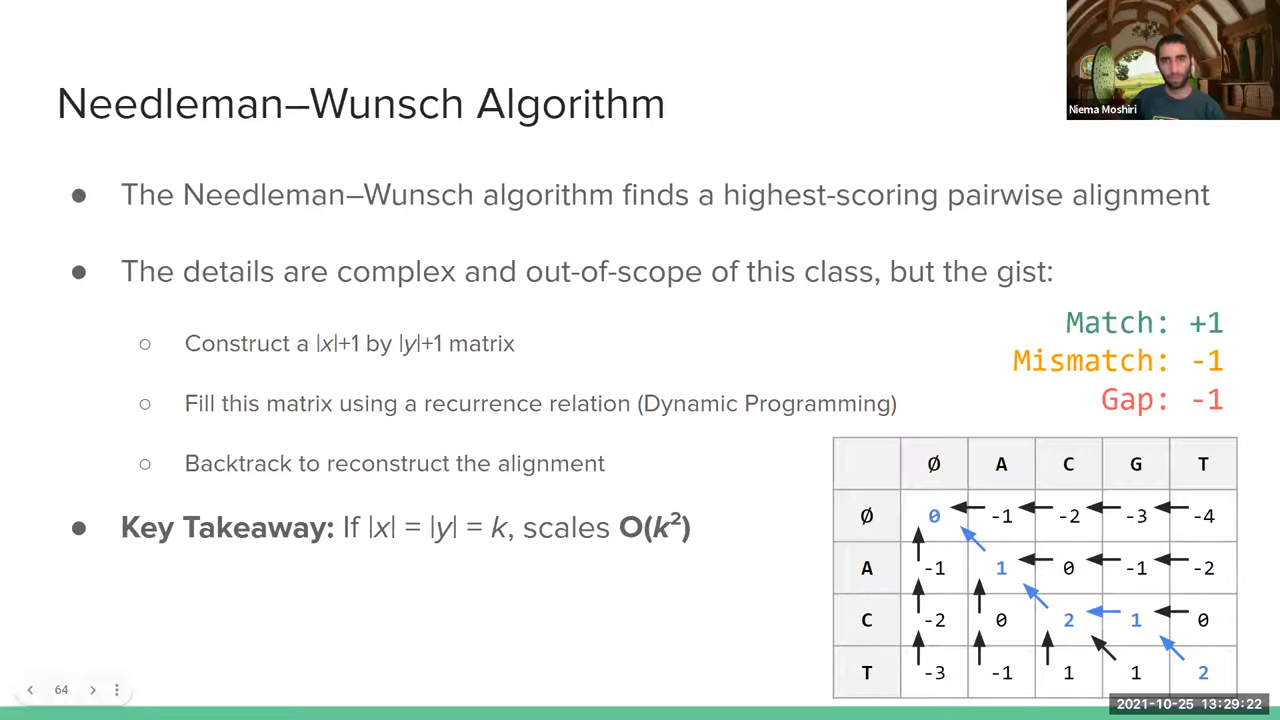 Niema Moshiri
Needleman–Wunsch Algorithm
● The Needleman–Wunsch algorithm finds a highest-scoring pairwise alignment
● The details are complex and out-of-scope of this class, but the gist:
○ Construct a |x|+1 by |y|+1 matrix
○ Fill this matrix using a recurrence relation (Dynamic Programming)
○ Backtrack to reconstruct the alignment
● Key Takeaway: If |x| = |y| = k, scales O(k²)
Match: +1
Mismatch: -1
Gap: -1
Ø A C G T
Ø 0 -1 -2 -3 -4
A -1 1 0 -1 -2
C -2 0 2 1 0
T -3 -1 1 1 2
64
2021-10-25 13:29:22